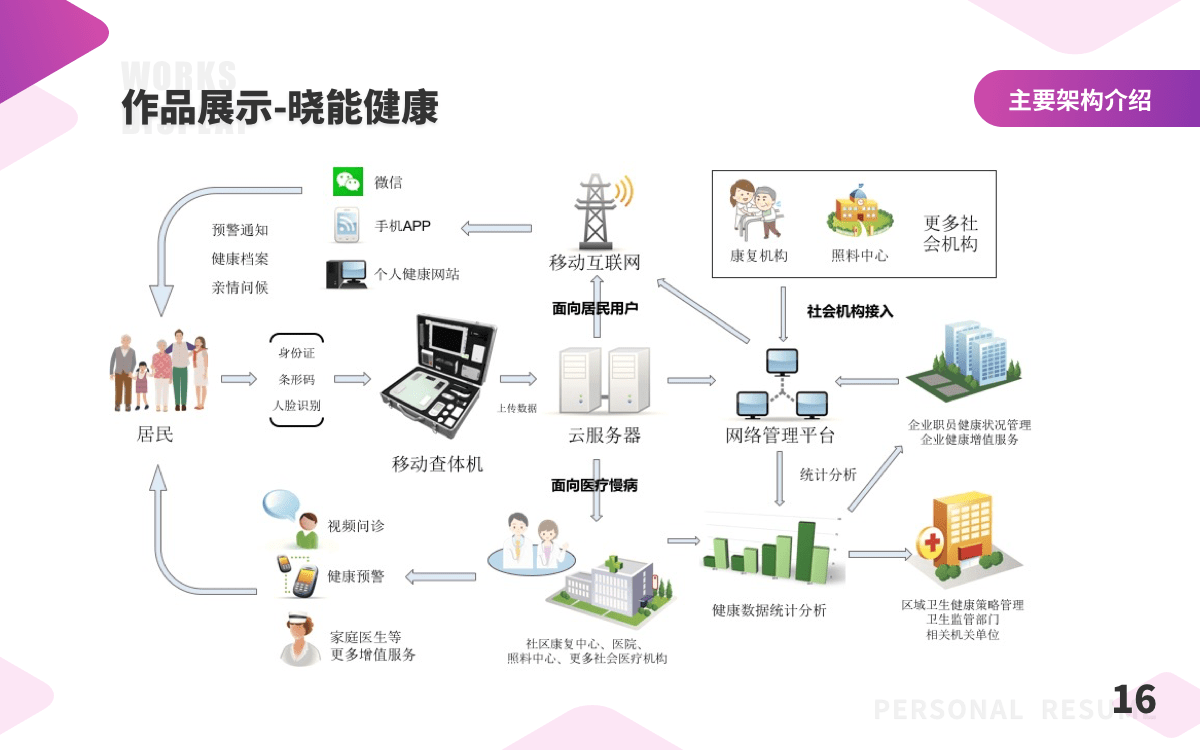 WORKS
DISPLAY
作品展示-晓能健康
主要架构介绍
微信
手机APP
个人健康网站
预警通知
健康档案
亲情问候
移动互联网
康复机构
照料中心
更多社
会机构
面向居民用户
社会机构接入
居民
身份证
条形码
人脸识别
移动查体机
上传数据
云服务器
网络管理平台
企业职员健康状况管理
企业健康增值服务
面向医疗慢病
统计分析
视频问诊
健康预警
家庭医生等
更多增值服务
社区康复中心、医院、
照料中心、更多社会医疗机构
健康数据统计分析
区域卫生健康策略管理
卫生监管部门
相关机关单位
PERSONAL RESUME
16